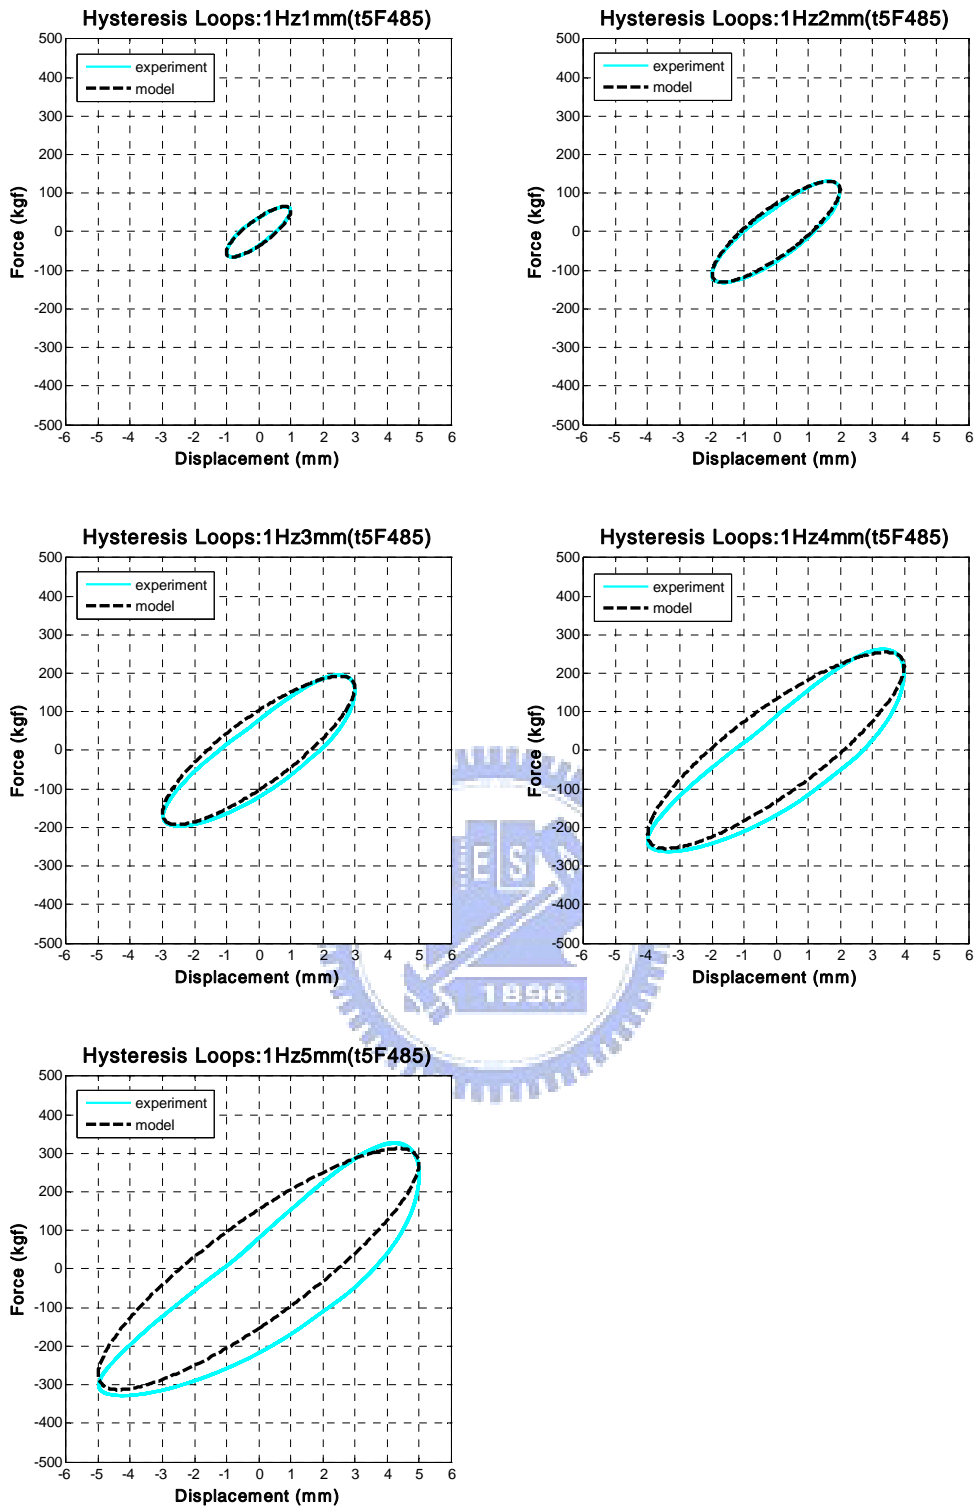 Hysteresis Loops:1Hz1mm(t5F485)
500
400
300
200
100
0
-100
-200
-300
-400
-500
experiment
model
Force (kgf)
-6 -5 -4 -3 -2 -1 0 1 2 3 4 5 6
Displacement (mm)
Hysteresis Loops:1Hz2mm(t5F485)
500
400
300
200
100
0
-100
-200
-300
-400
-500
experiment
model
Force (kgf)
-6 -5 -4 -3 -2 -1 0 1 2 3 4 5 6
Displacement (mm)
Hysteresis Loops:1Hz3mm(t5F485)
500
400
300
200
100
0
-100
-200
-300
-400
-500
experiment
model
Force (kgf)
-6 -5 -4 -3 -2 -1 0 1 2 3 4 5 6
Displacement (mm)
Hysteresis Loops:1Hz4mm(t5F485)
500
400
300
200
100
0
-100
-200
-300
-400
-500
experiment
model
Force (kgf)
-6 -5 -4 -3 -2 -1 0 1 2 3 4 5 6
Displacement (mm)
ES
1896
Hysteresis Loops:1Hz5mm(t5F485)
500
400
300
200
100
0
-100
-200
-300
-400
-500
experiment
model
Force (kgf)
-6 -5 -4 -3 -2 -1 0 1 2 3 4 5 6
Displacement (mm)